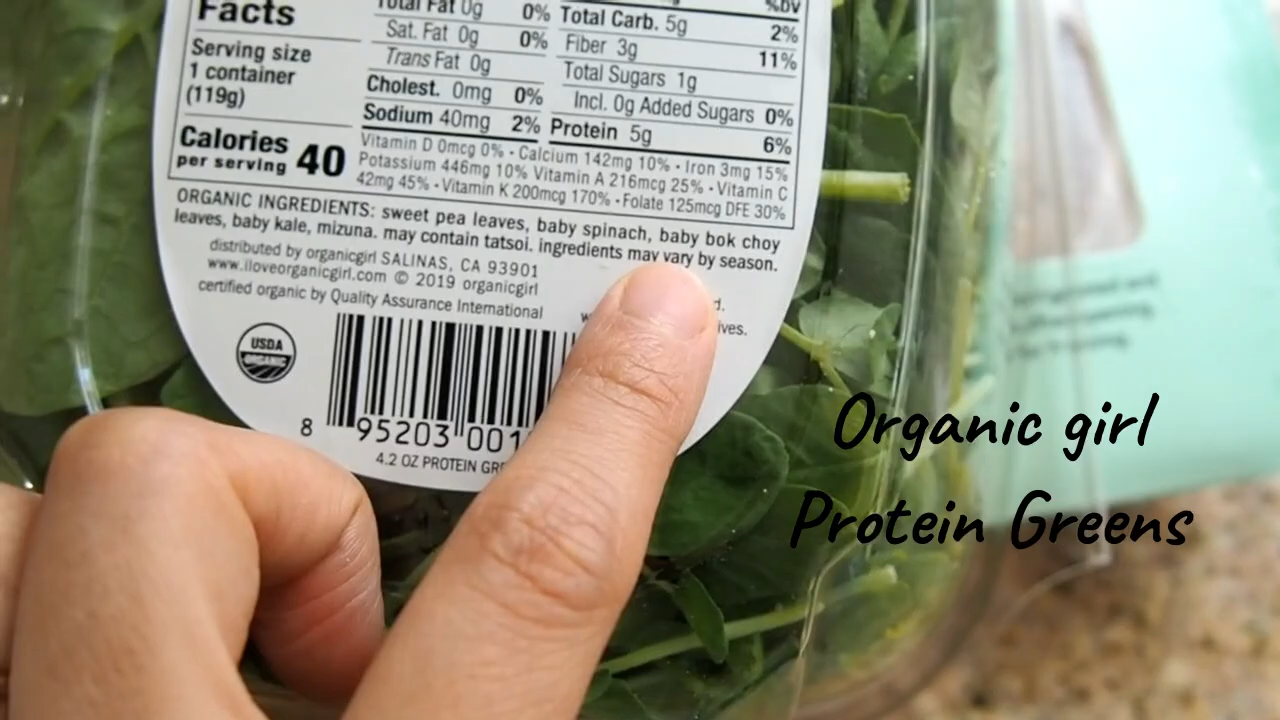 Facts
Serving size
1 container
(119g)
Calories
per serving 40
Total Fat 0g 0%
Sat. Fat 0g 0%
Trans Fat 0g
Cholest. 0mg 0%
Sodium 40mg 2%
%DV
Total Carb. 5g 2%
Fiber 3g 11%
Total Sugars 1g
Incl. 0g Added Sugars 0%
Protein 5g 6%
Vitamin D 0mcg 0% • Calcium 142mg 10% • Iron 3mg 15%
Potassium 446mg 10% Vitamin A 216mcg 25% • Vitamin C
42mg 45% • Vitamin K 200mcg 170% • Folate 125mcg DFE 30%
ORGANIC INGREDIENTS: sweet pea leaves, baby spinach, baby bok choy
leaves, baby kale, mizuna. may contain tatsoi. ingredients may vary by season.
distributed by organicgirl SALINAS, CA 93901
www.iloveorganicgirl.com © 2019 organicgirl
certified organic by Quality Assurance International
USDA
ORGANIC
8 95203 001
4.2 OZ PROTEIN GRE
Organic girl
Protein Greens